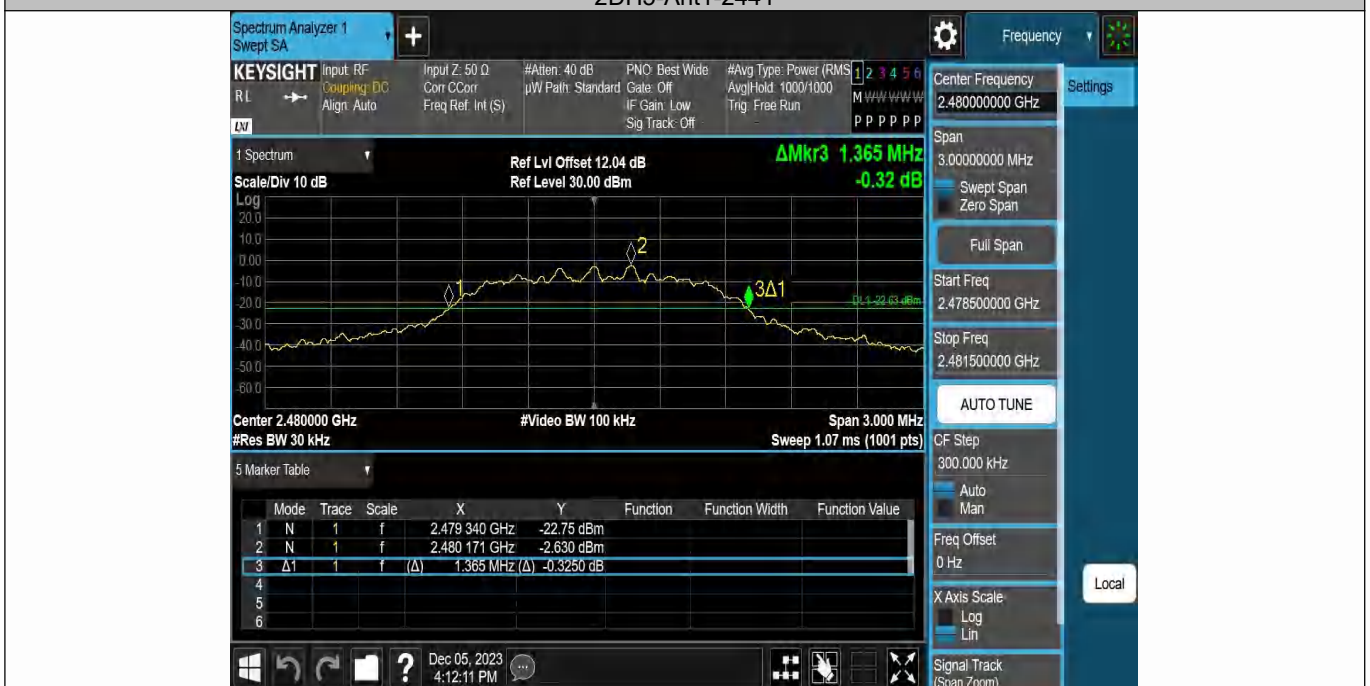 2DH5-Ant1-2441
Spectrum Analyzer 1
Swept SA
+
Frequency
KEYSIGHT
RL
LXI
Input: RF
Coupling: DC
Align: Auto
Input Z: 50 Ω
Corr CCorr
Freq Ref: Int (S)
#Atten: 40 dB
µW Path: Standard
PNO: Best Wide
Gate: Off
IF Gain: Low
Sig Track: Off
#Avg Type: Power (RMS
Avg|Hold: 1000/1000
Trig: Free Run
1 2 3 4 5 6
M W W W W W
P P P P P P
Center Frequency
2.480000000 GHz
Settings
1 Spectrum
Scale/Div 10 dB
Ref Lvl Offset 12.04 dB
Ref Level 30.00 dBm
ΔMkr3 1.365 MHz
-0.32 dB
Span
3.00000000 MHz
Swept Span
Zero Span
Full Span
Start Freq
2.478500000 GHz
Stop Freq
2.481500000 GHz
AUTO TUNE
CF Step
300.000 kHz
Auto
Man
Freq Offset
0 Hz
X Axis Scale
Log
Lin
Signal Track
(Span Zoom)
Local
Log
20.0
10.0
0.00
-10.0
-20.0
-30.0
-40.0
-50.0
-60.0
1
2
3Δ1
DL1 -22.63 dBm
Center 2.480000 GHz
#Video BW 100 kHz
Span 3.000 MHz
#Res BW 30 kHz
Sweep 1.07 ms (1001 pts)
5 Marker Table
Mode Trace Scale X Y Function Function Width Function Value
1 N 1 f 2.479 340 GHz -22.75 dBm
2 N 1 f 2.480 171 GHz -2.630 dBm
3 Δ1 1 f (Δ) 1.365 MHz (Δ) -0.3250 dB
4
5
6
?
Dec 05, 2023
4:12:11 PM